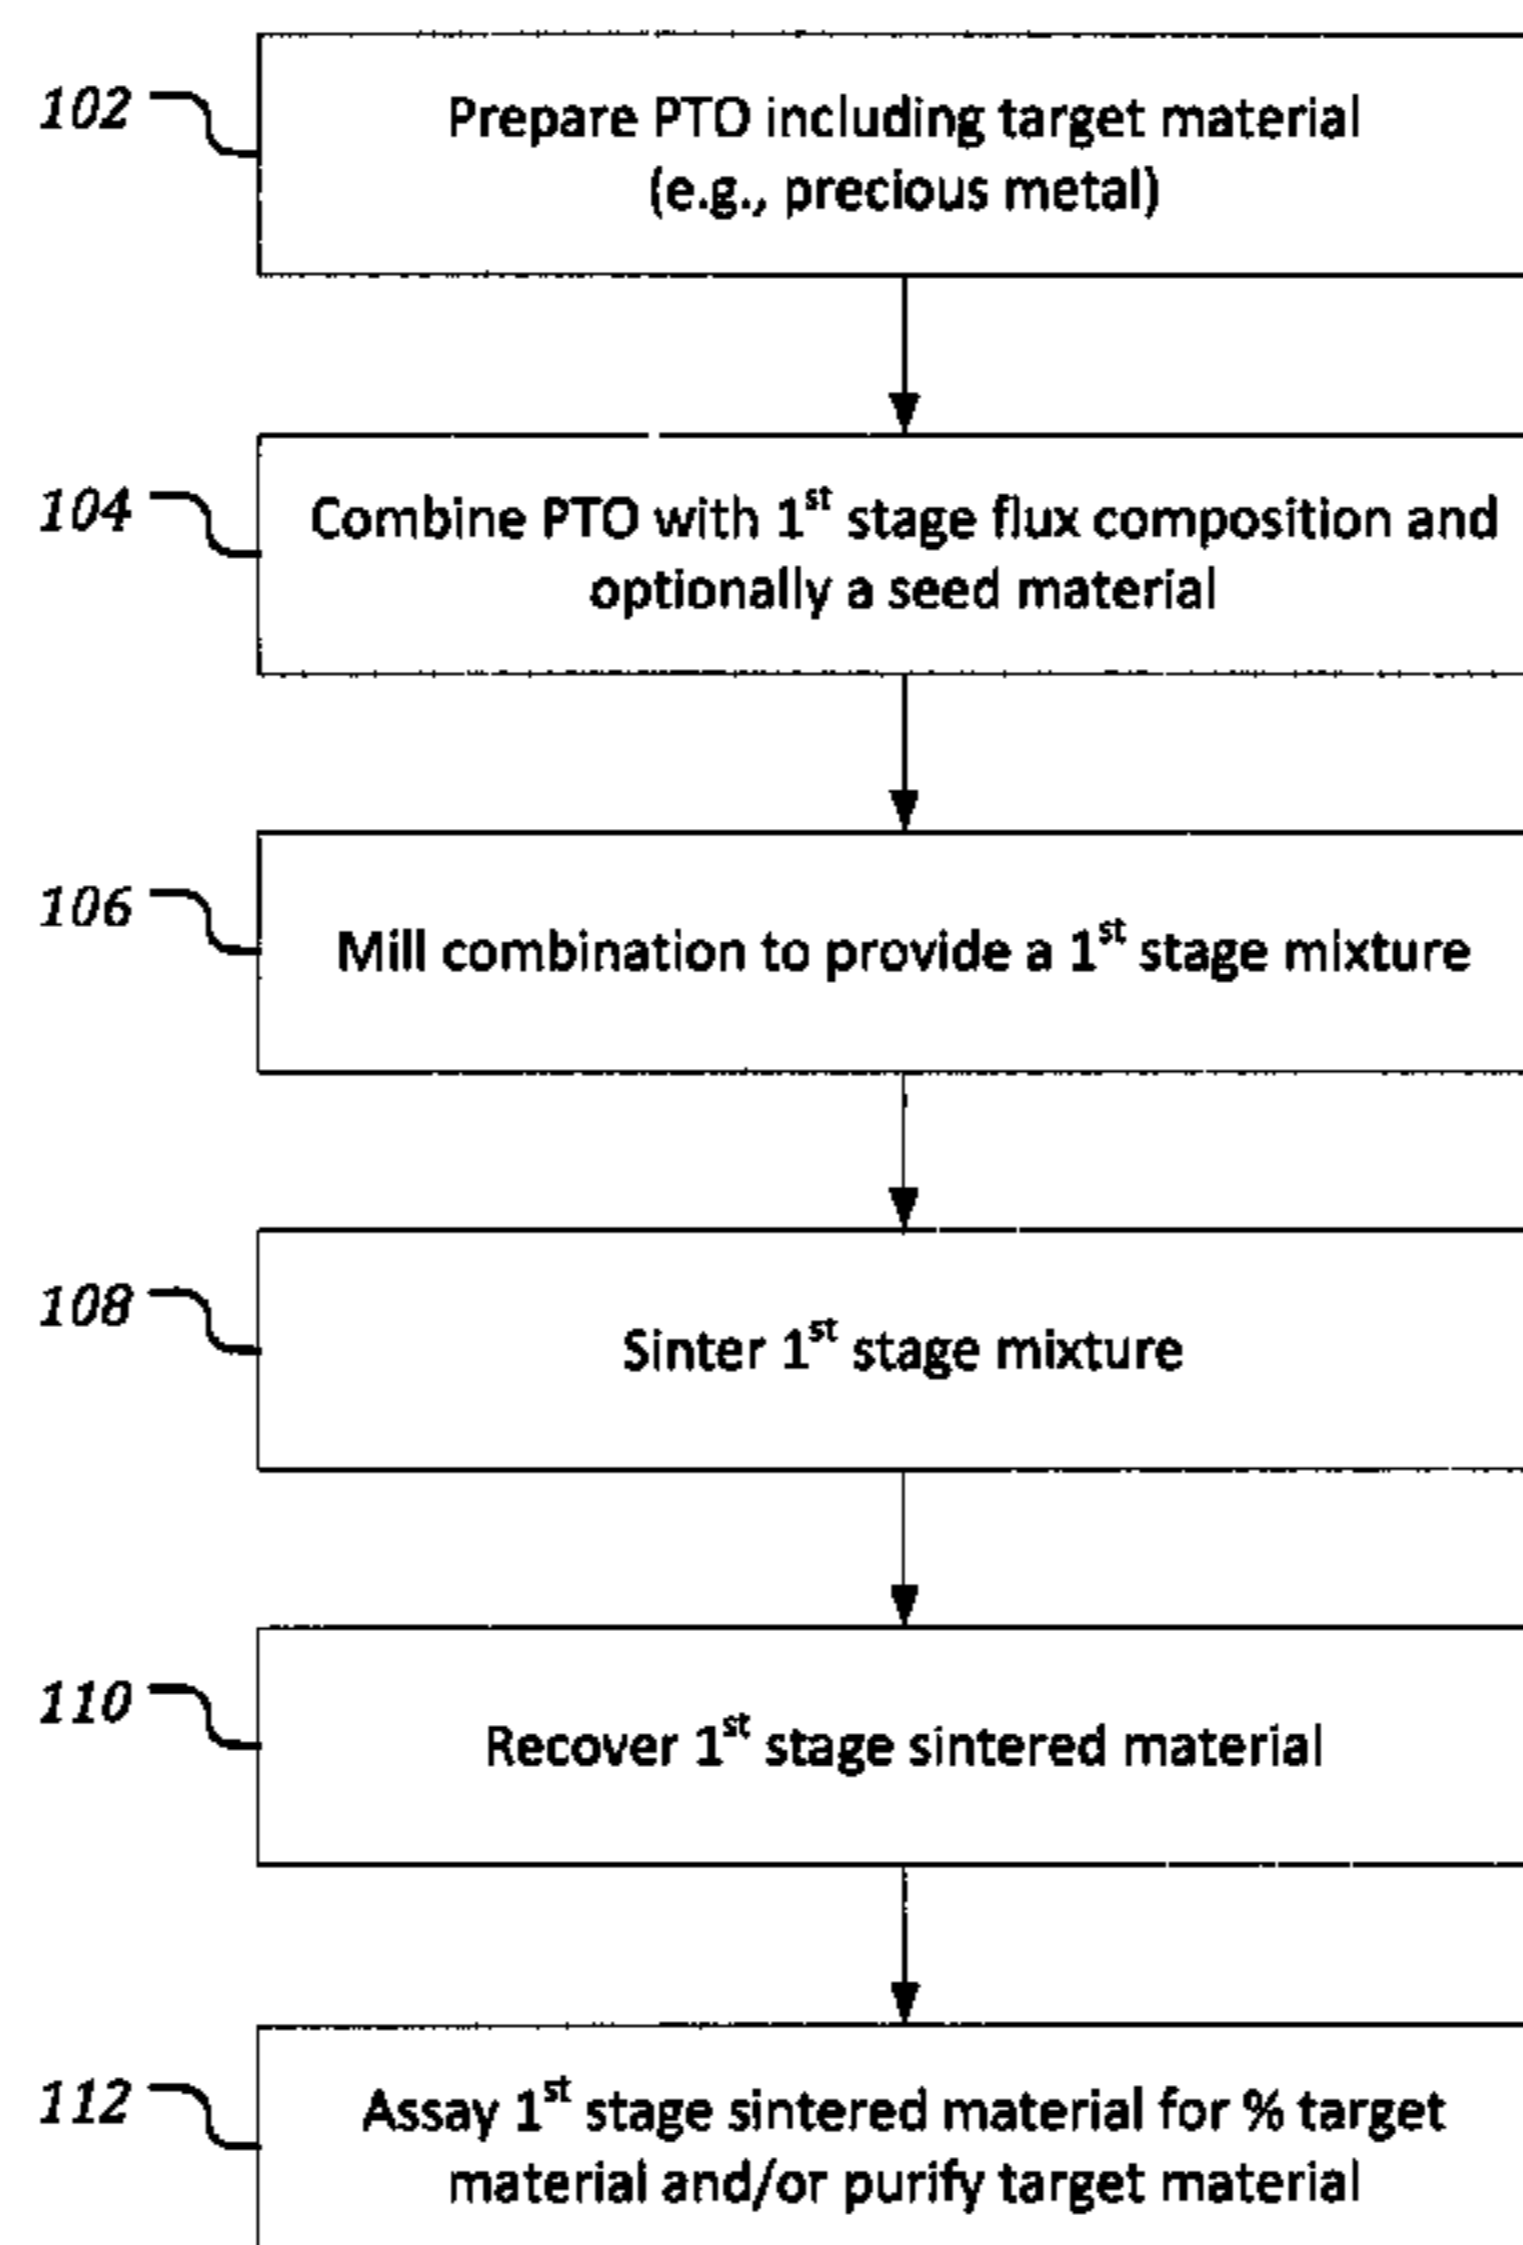 102
Prepare PTO including target material
(e.g., precious metal)
104
Combine PTO with 1st stage flux composition and
optionally a seed material
106
Mill combination to provide a 1st stage mixture
108
Sinter 1st stage mixture
110
Recover 1st stage sintered material
112
Assay 1st stage sintered material for % target
material and/or purify target material